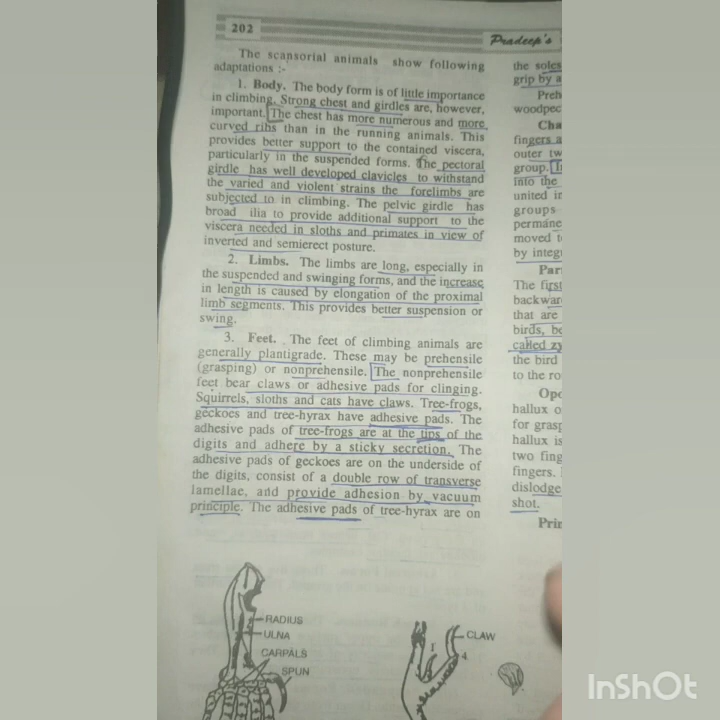 202
Pradeep's
The scansorial animals show following
adaptations :-
1. Body. The body form is of little importance
in climbing. Strong chest and girdles are, however,
important. The chest has more numerous and more
curved ribs than in the running animals. This
provides better support to the contained viscera,
particularly in the suspended forms. The pectoral
girdle has well developed clavicles to withstand
the varied and violent strains the forelimbs are
subjected to in climbing. The pelvic girdle has
broad ilia to provide additional support to the
viscera needed in sloths and primates in view of
inverted and semierect posture.
2. Limbs. The limbs are long, especially in
the suspended and swinging forms, and the increase
in length is caused by elongation of the proximal
limb segments. This provides better suspension or
swing.
3. Feet. The feet of climbing animals are
generally plantigrade. These may be prehensile
(grasping) or nonprehensile. The nonprehensile
feet bear claws or adhesive pads for clinging.
Squirrels, sloths and cats have claws. Tree-frogs,
geckoes and tree-hyrax have adhesive pads. The
adhesive pads of tree-frogs are at the tips of the
digits and adhere by a sticky secretion. The
adhesive pads of geckoes are on the underside of
the digits, consist of a double row of transverse
lamellae, and provide adhesion by vacuum
principle. The adhesive pads of tree-hyrax are on
the soles
grip by a
Preh
woodpec
Cha
fingers a
outer tw
group.
into the
united in
groups
permane
moved t
by integ
Par
The first
backwar
that are
birds, be
called zy
the bird
to the ro
Opo
hallux o
for grasp
hallux is
two fing
fingers.
dislodge
shot.
Prin
RADIUS
ULNA
CARPALS
SPUN
CLAW
1
4
InShOt